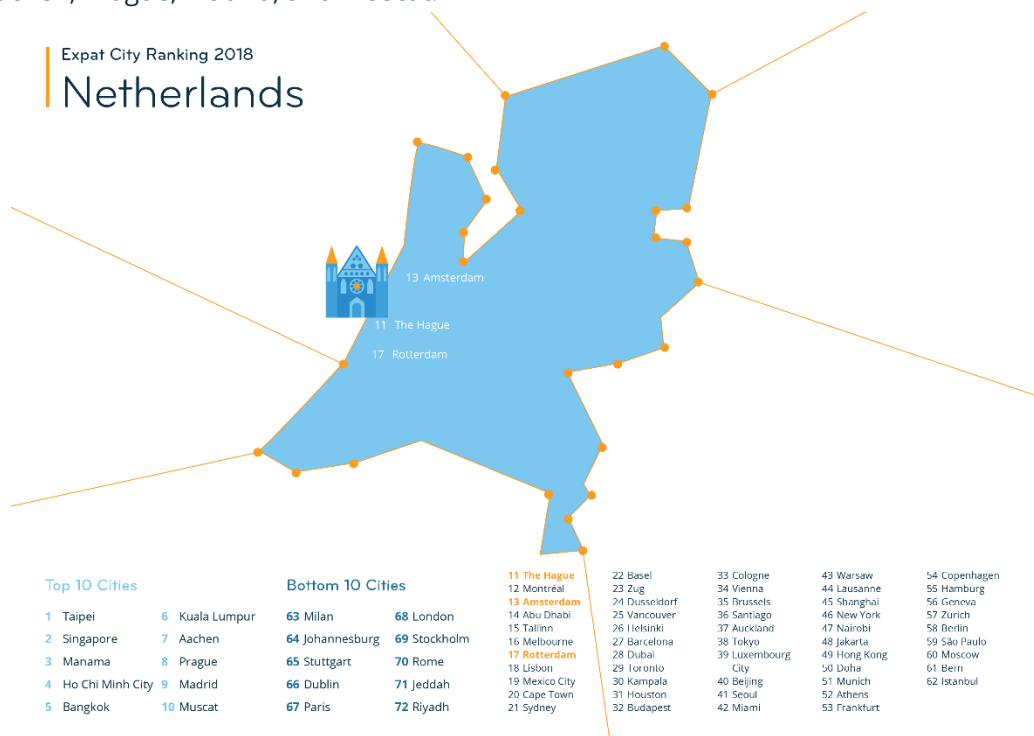 Expat City Ranking 2018
Netherlands
13 Amsterdam
11 The Hague
17 Rotterdam
Top 10 Cities
1 Taipei
2 Singapore
3 Manama
4 Ho Chi Minh City
5 Bangkok
6 Kuala Lumpur
7 Aachen
8 Prague
9 Madrid
10 Muscat
Bottom 10 Cities
63 Milan
64 Johannesburg
65 Stuttgart
66 Dublin
67 Paris
68 London
69 Stockholm
70 Rome
71 Jeddah
72 Riyadh
11 The Hague
12 Montréal
13 Amsterdam
14 Abu Dhabi
15 Tallinn
16 Melbourne
17 Rotterdam
18 Lisbon
19 Mexico City
20 Cape Town
21 Sydney
22 Basel
23 Zug
24 Dusseldorf
25 Vancouver
26 Helsinki
27 Barcelona
28 Dubai
29 Toronto
30 Kampala
31 Houston
32 Budapest
33 Cologne
34 Vienna
35 Brussels
36 Santiago
37 Auckland
38 Tokyo
39 Luxembourg
City
40 Beijing
41 Seoul
42 Miami
43 Warsaw
44 Lausanne
45 Shanghai
46 New York
47 Nairobi
48 Jakarta
49 Hong Kong
50 Doha
51 Munich
52 Athens
53 Frankfurt
54 Copenhagen
55 Hamburg
56 Geneva
57 Zurich
58 Berlin
59 São Paulo
60 Moscow
61 Bern
62 Istanbul